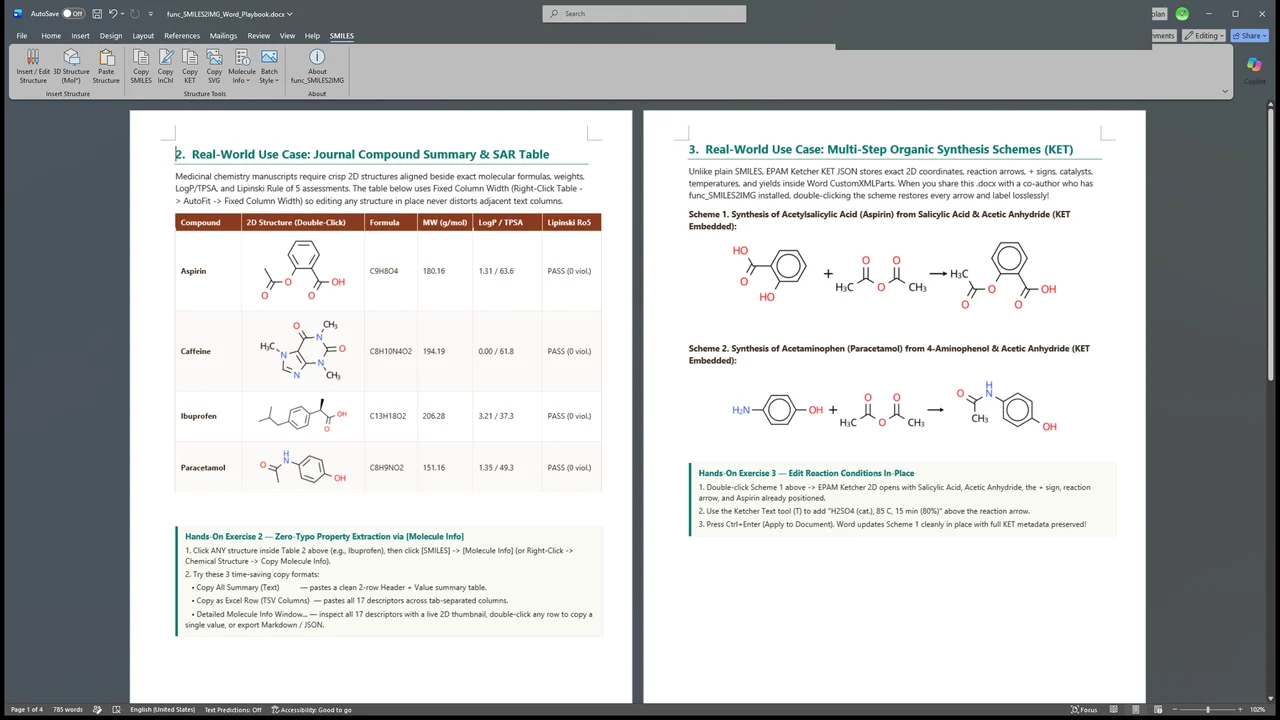 AutoSave Off func_SMILES2IMG_Word_Playbook.docx Search
File Home Insert Design Layout References Mailings Review View Help SMILES Editing Share
Insert / Edit Structure
3D Structure (Mol*)
Paste Structure
Copy SMILES
Copy InChI
Copy KET
Copy SVG
Molecule Info
Batch Style
About func_SMILES2IMG
Copilot
Insert Structure Structure Tools About
2. Real-World Use Case: Journal Compound Summary & SAR Table
Medicinal chemistry manuscripts require crisp 2D structures aligned beside exact molecular formulas, weights,
LogP/TPSA, and Lipinski Rule of 5 assessments. The table below uses Fixed Column Width (Right-Click Table -
> AutoFit -> Fixed Column Width) so editing any structure in place never distorts adjacent text columns.
Compound 2D Structure (Double-Click) Formula MW (g/mol) LogP / TPSA Lipinski Ro5
Aspirin O O O OH C9H8O4 180.16 1.31 / 63.6 PASS (0 viol.)
Caffeine O CH₃ H₃C N N O N N CH₃ C8H10N4O2 194.19 0.00 / 61.8 PASS (0 viol.)
Ibuprofen OH O C13H18O2 206.28 3.21 / 37.3 PASS (0 viol.)
Paracetamol O H N OH C8H9NO2 151.16 1.35 / 49.3 PASS (0 viol.)
Hands-On Exercise 2 — Zero-Typo Property Extraction via [Molecule Info]
1. Click ANY structure inside Table 2 above (e.g., Ibuprofen), then click [SMILES] -> [Molecule Info] (or Right-Click ->
Chemical Structure -> Copy Molecule Info).
2. Try these 3 time-saving copy formats:
• Copy All Summary (Text) — pastes a clean 2-row Header + Value summary table.
• Copy as Excel Row (TSV Columns) — pastes all 17 descriptors across tab-separated columns.
• Detailed Molecule Info Window... — inspect all 17 descriptors with a live 2D thumbnail, double-click any row to copy a
single value, or export Markdown / JSON.
3. Real-World Use Case: Multi-Step Organic Synthesis Schemes (KET)
Unlike plain SMILES, EPAM Ketcher KET JSON stores exact 2D coordinates, reaction arrows, + signs, catalysts,
temperatures, and yields inside Word CustomXMLParts. When you share this .docx with a co-author who has
func_SMILES2IMG installed, double-clicking the scheme restores every arrow and label losslessly!
Scheme 1. Synthesis of Acetylsalicylic Acid (Aspirin) from Salicylic Acid & Acetic Anhydride (KET
Embedded):
HO O HO + O O H₃C O CH₃ H₃C O O O OH
Scheme 2. Synthesis of Acetaminophen (Paracetamol) from 4-Aminophenol & Acetic Anhydride (KET
Embedded):
H₂N OH + O O H₃C O CH₃ O H N CH₃ OH
Hands-On Exercise 3 — Edit Reaction Conditions In-Place
1. Double-click Scheme 1 above -> EPAM Ketcher 2D opens with Salicylic Acid, Acetic Anhydride, the + sign, reaction
arrow, and Aspirin already positioned.
2. Use the Ketcher Text tool (T) to add "H2SO4 (cat.), 85 C, 15 min (80%)" above the reaction arrow.
3. Press Ctrl+Enter (Apply to Document). Word updates Scheme 1 cleanly in place with full KET metadata preserved!
Page 1 of 4 785 words English (United States) Text Predictions: Off Accessibility: Good to go Focus 102%